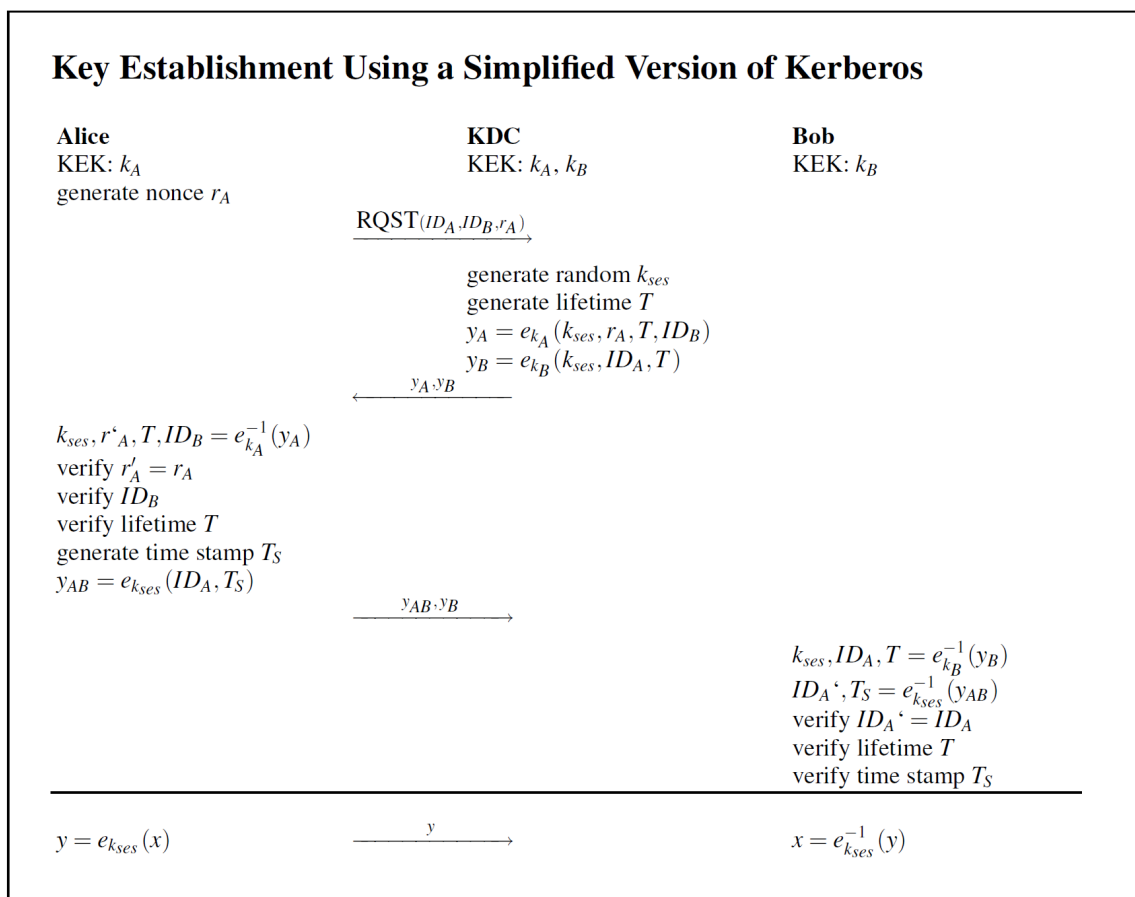 Key Establishment Using a Simplified Version of Kerberos
Alice KDC Bob
KEK: k_A KEK: k_A, k_B KEK: k_B
generate nonce r_A
RQST(ID_A,ID_B,r_A)
generate random k_ses
generate lifetime T
y_A = e_{k_A}(k_ses, r_A, T, ID_B)
y_B = e_{k_B}(k_ses, ID_A, T)
y_A,y_B
k_ses, r‘_A, T, ID_B = e_{k_A}^{-1}(y_A)
verify r'_A = r_A
verify ID_B
verify lifetime T
generate time stamp T_S
y_AB = e_{k_ses}(ID_A, T_S)
y_AB,y_B
k_ses, ID_A, T = e_{k_B}^{-1}(y_B)
ID_A‘, T_S = e_{k_ses}^{-1}(y_AB)
verify ID_A‘ = ID_A
verify lifetime T
verify time stamp T_S
y = e_{k_ses}(x) y x = e_{k_ses}^{-1}(y)